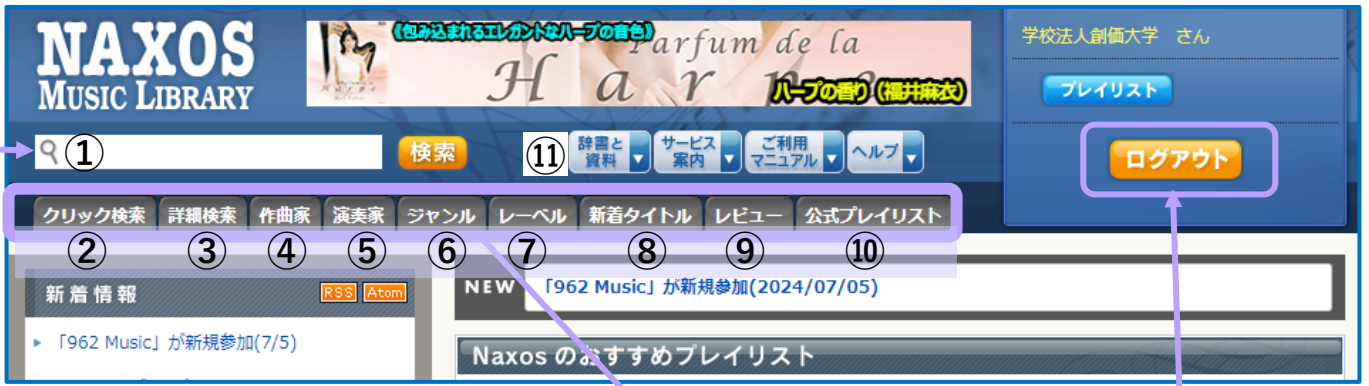 NAXOS
MUSIC LIBRARY
《包み込まれるエレガントなハープの音色》
Parfum de la
Harpe
ハープの香り（福井麻衣）
学校法人創価大学 さん
プレイリスト
ログアウト
① 検索
⑪ 辞書と資料 サービス案内 ご利用マニュアル ヘルプ
クリック検索 詳細検索 作曲家 演奏家 ジャンル レーベル 新着タイトル レビュー 公式プレイリスト
② ③ ④ ⑤ ⑥ ⑦ ⑧ ⑨ ⑩
新着情報 RSS Atom
「962 Music」が新規参加(7/5)
NEW 「962 Music」が新規参加(2024/07/05)
Naxos のおすすめプレイリスト